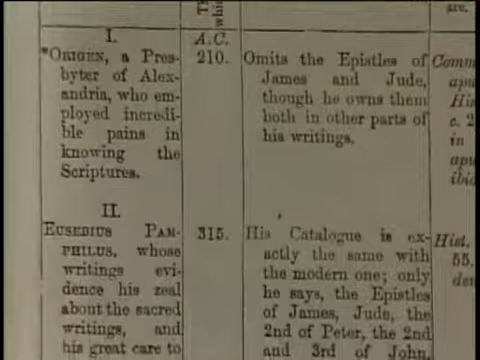 are.
I.
A.C.
*ORIGEN, a Pres-
byter of Alex-
andria, who em-
ployed incredi-
ble pains in
knowing the
Scriptures.
210.
Omits the Epistles of
James and Jude,
though he owns them
both in other parts of
his writings.
Comm
apu
His
c. 2
in
apu
ibid
II.
EUSEBIUS PAM-
PHILUS, whose
writings evi-
dence his zeal
about the sacred
writings, and
his great care to
315.
His Catalogue is ex-
actly the same with
the modern one; only
he says, the Epistles
of James, Jude, the
2nd of Peter, the 2nd
and 3rd of John
Hist.
55.
den